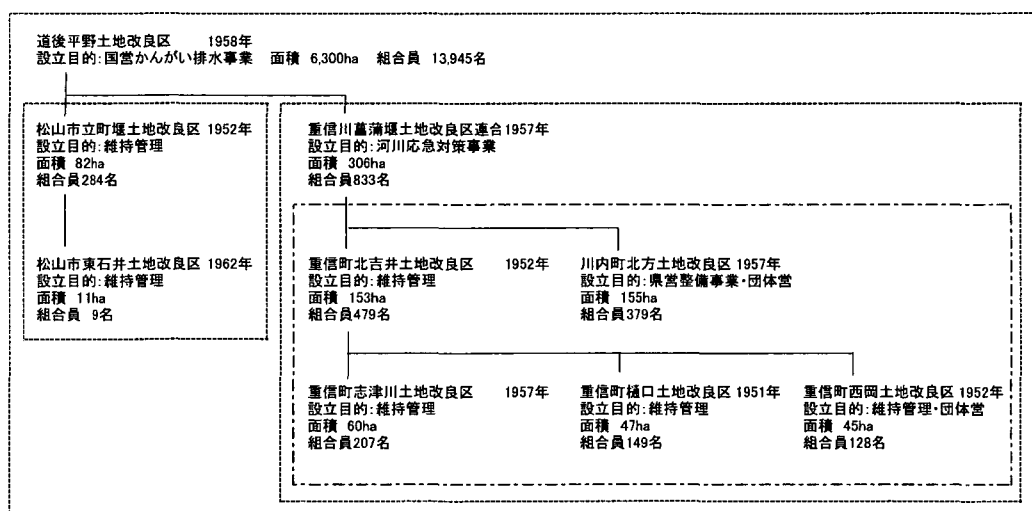 道後平野土地改良区 1958年
設立目的:国営かんがい排水事業 面積 6,300ha 組合員 13,945名
松山市立町堰土地改良区 1952年
設立目的:維持管理
面積 82ha
組合員284名
重信川菖蒲堰土地改良区連合1957年
設立目的:河川応急対策事業
面積 306ha
組合員833名
松山市東石井土地改良区 1962年
設立目的:維持管理
面積 11ha
組合員 9名
重信町北吉井土地改良区 1952年
設立目的:維持管理
面積 153ha
組合員479名
川内町北方土地改良区 1957年
設立目的:県営整備事業・団体営
面積 155ha
組合員379名
重信町志津川土地改良区 1957年
設立目的:維持管理
面積 60ha
組合員207名
重信町樋口土地改良区 1951年
設立目的:維持管理
面積 47ha
組合員149名
重信町西岡土地改良区 1952年
設立目的:維持管理・団体営
面積 45ha
組合員128名